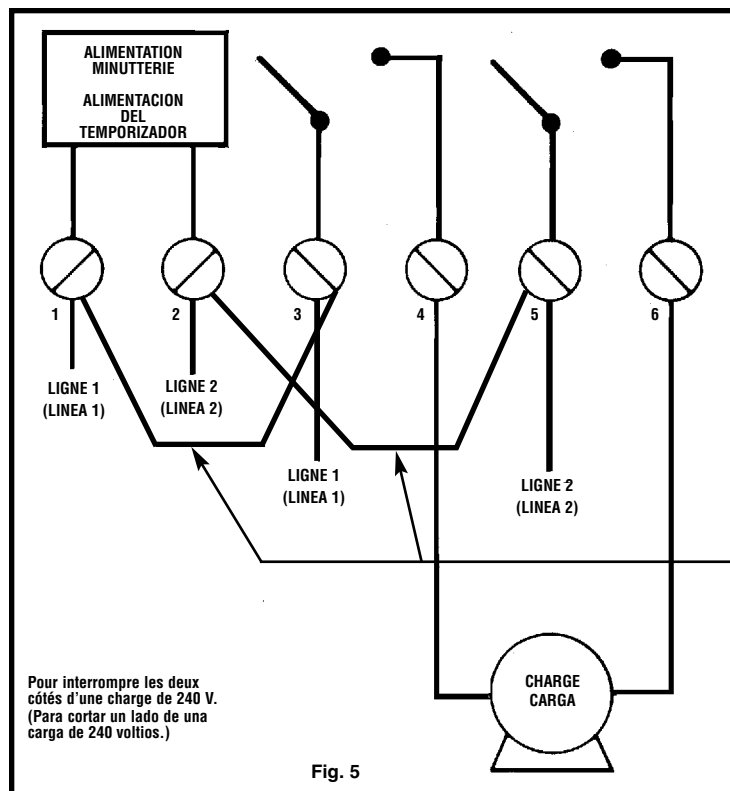 ALIMENTATION
MINUTTERIE
ALIMENTACION
DEL
TEMPORIZADOR
1
2
3
4
5
6
LIGNE 1
(LINEA 1)
LIGNE 2
(LINEA 2)
LIGNE 1
(LINEA 1)
LIGNE 2
(LINEA 2)
CHARGE
CARGA
Pour interrompre les deux
côtés d'une charge de 240 V.
(Para cortar un lado de una
carga de 240 voltios.)
Fig. 5